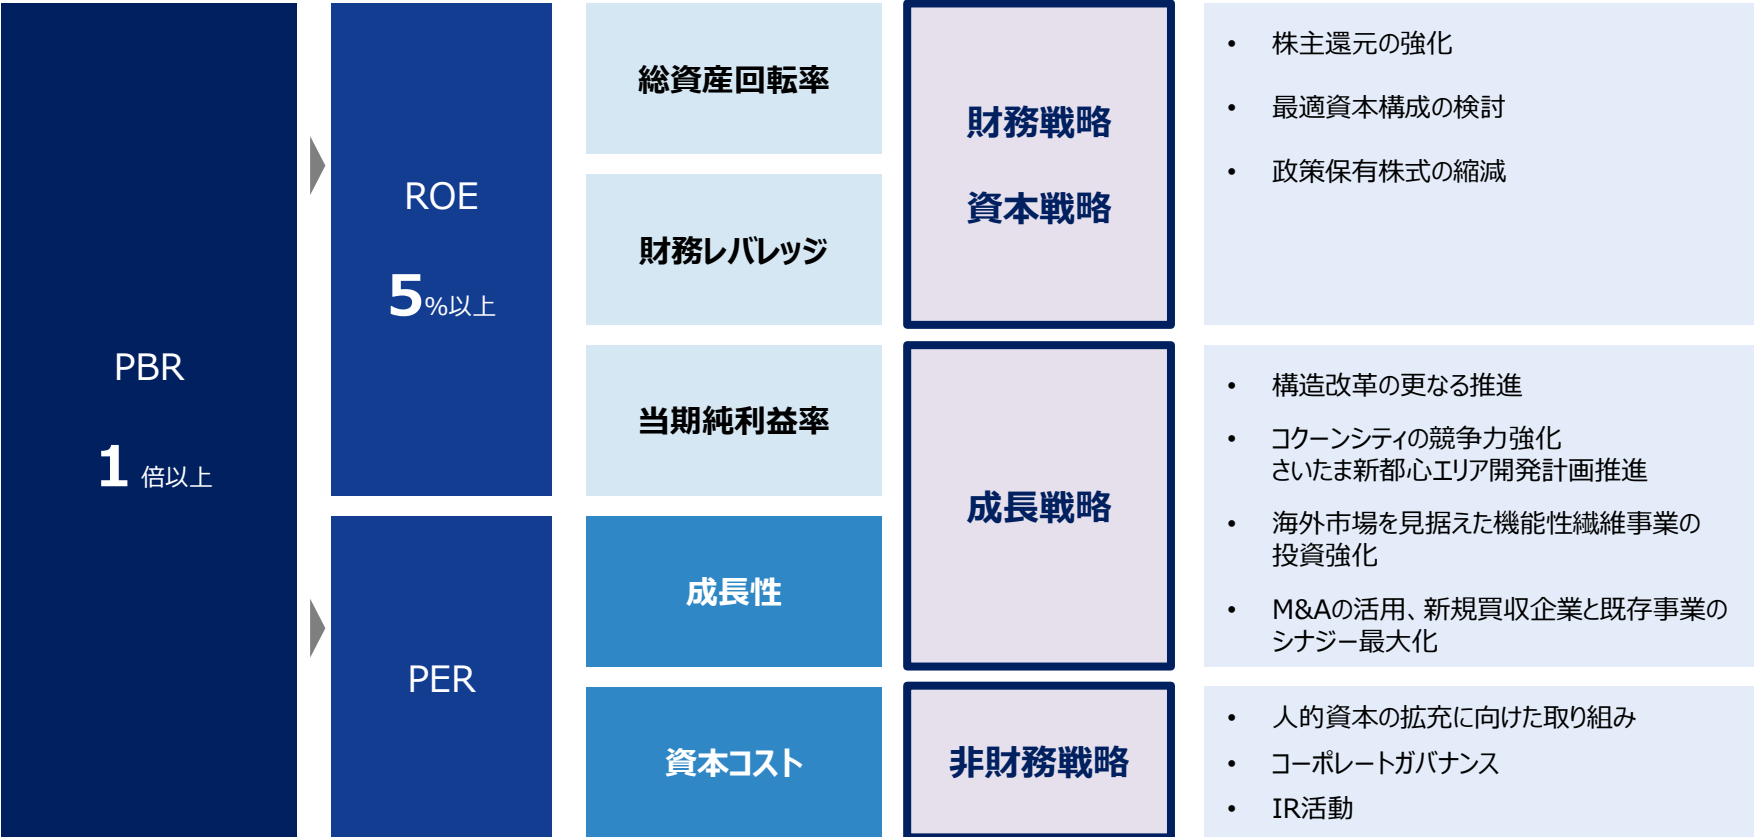 PBR
1 倍以上
ROE
5%以上
PER
総資産回転率
財務レバレッジ
当期純利益率
成長性
資本コスト
財務戦略
資本戦略
成長戦略
非財務戦略
• 株主還元の強化
• 最適資本構成の検討
• 政策保有株式の縮減
• 構造改革の更なる推進
• コクーンシティの競争力強化
さいたま新都心エリア開発計画推進
• 海外市場を見据えた機能性繊維事業の
投資強化
• M&Aの活用、新規買収企業と既存事業の
シナジー最大化
• 人的資本の拡充に向けた取り組み
• コーポレートガバナンス
• IR活動